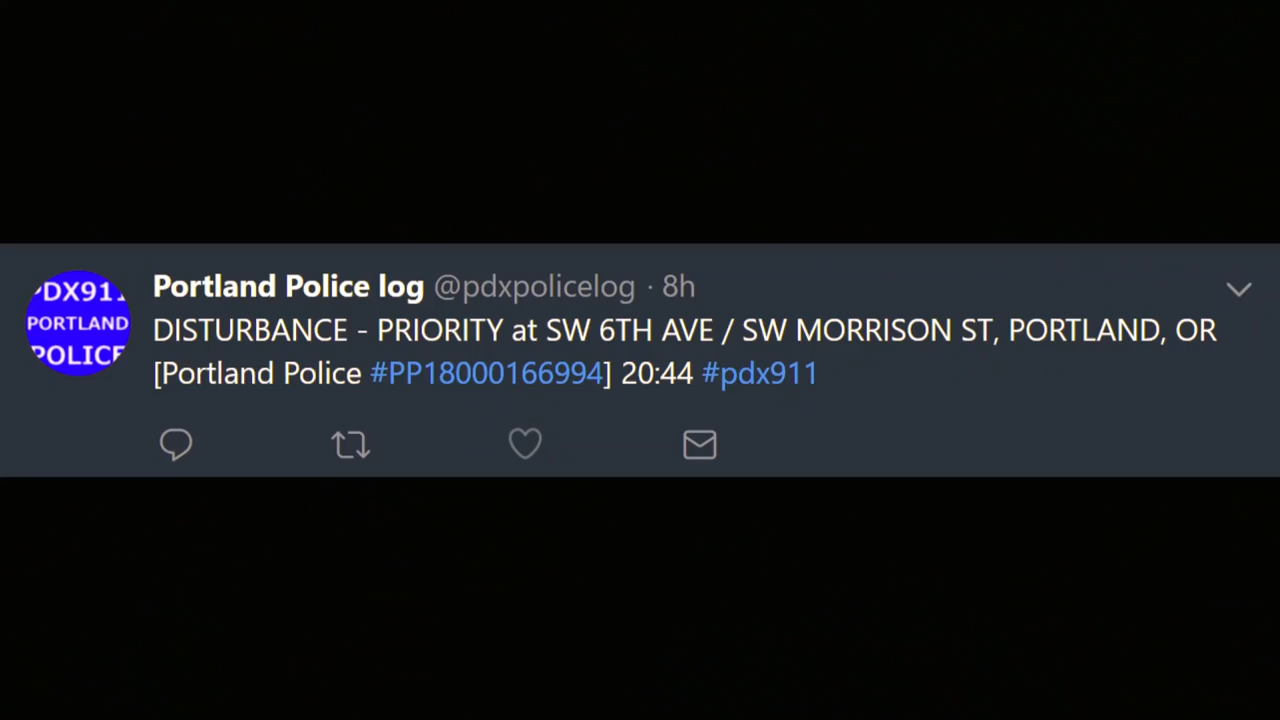 PDX911
PORTLAND
POLICE
Portland Police log @pdxpolicelog · 8h
DISTURBANCE - PRIORITY at SW 6TH AVE / SW MORRISON ST, PORTLAND, OR
[Portland Police #PP18000166994] 20:44 #pdx911